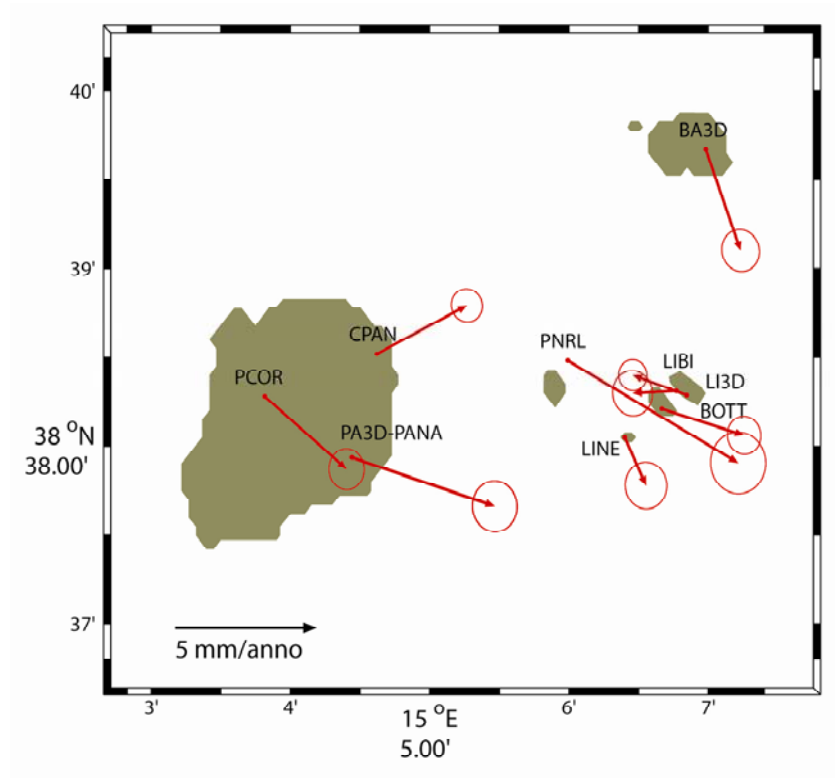 40'
BA3D
39'
CPAN
PNRL
LIBI
PCOR
LI3D
BOTT
PA3D-PANA
38 °N
38.00'
LINE
37'
5 mm/anno
3'
4'
15 °E
5.00'
6'
7'